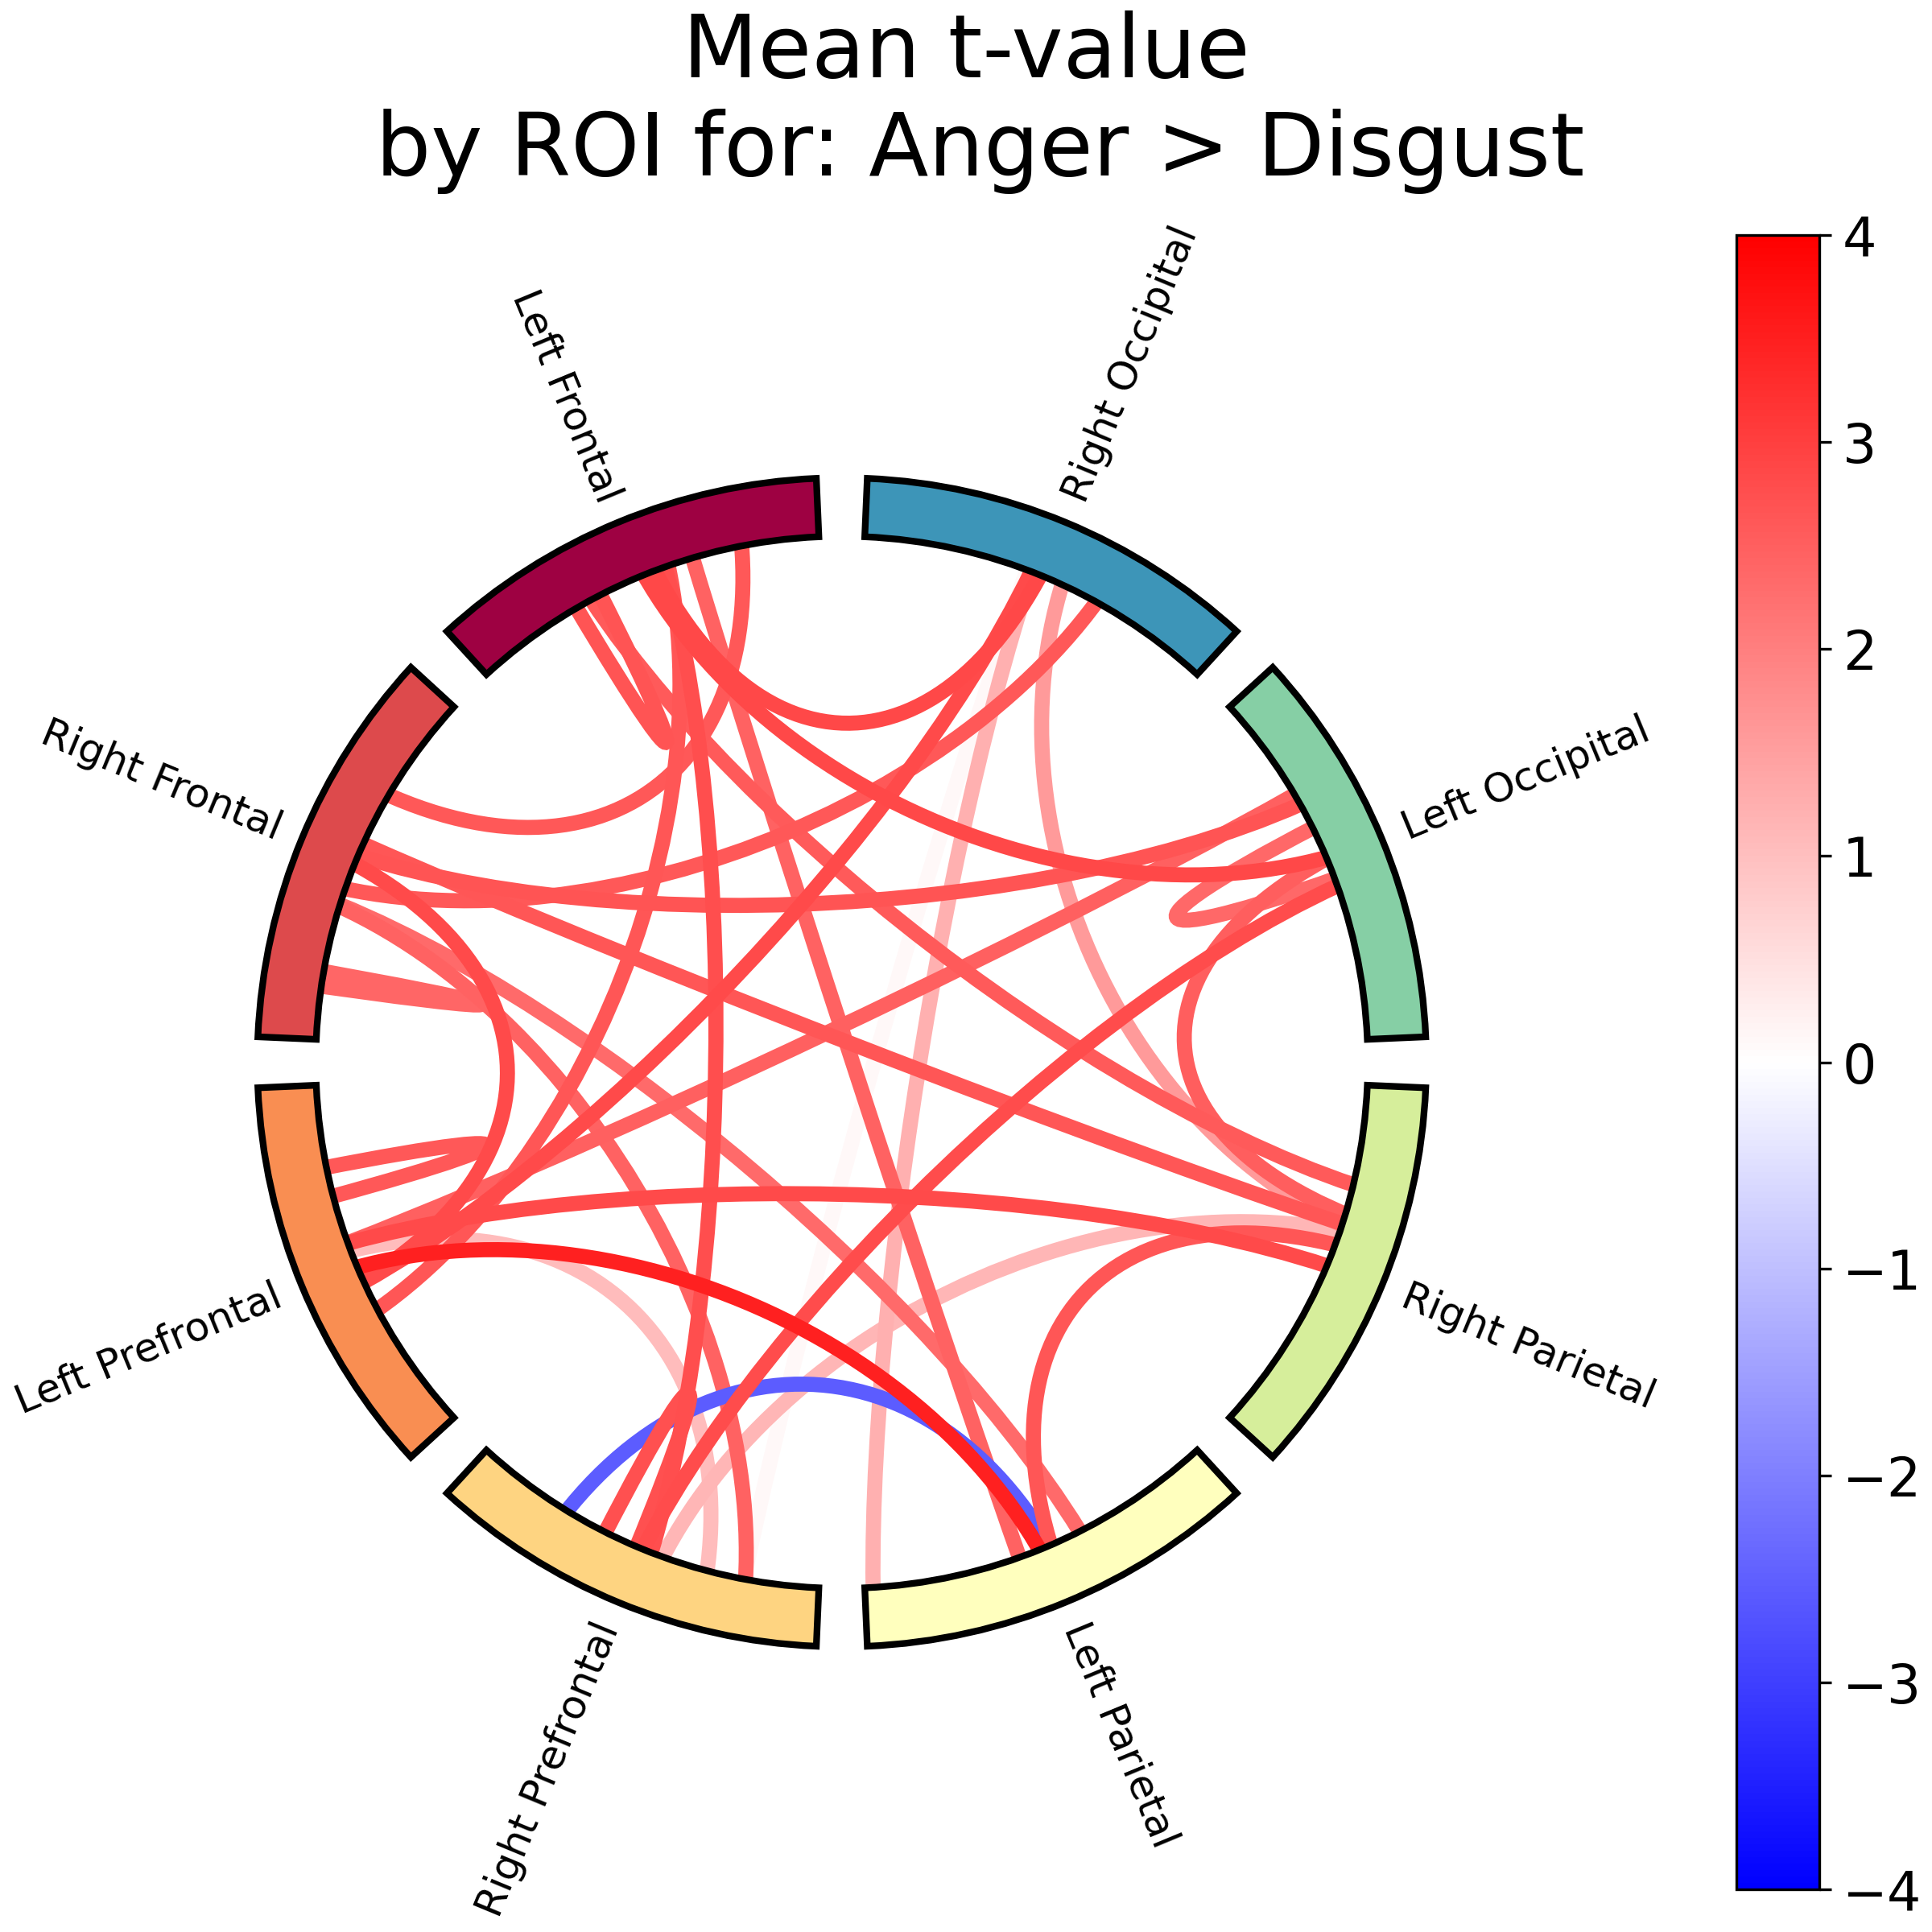 Mean t-value
by ROI for: Anger > Disgust
Left Frontal
Right Occipital
Right Frontal
Left Occipital
Left Prefrontal
Right Parietal
Right Prefrontal
Left Parietal
4
3
2
1
0
−1
−2
−3
−4